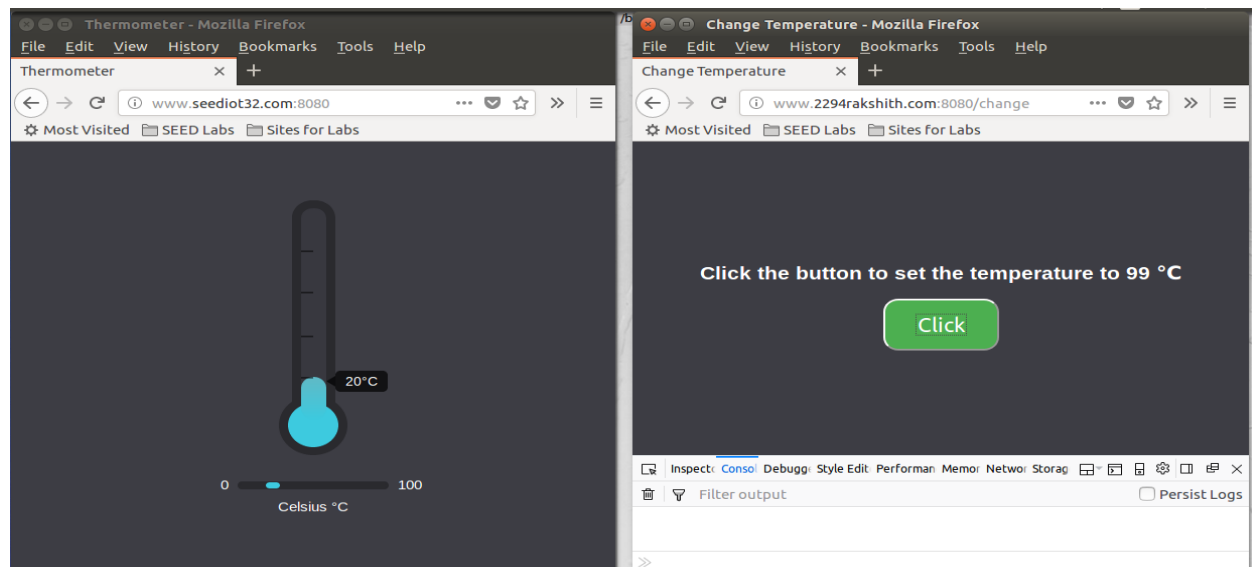 Thermometer - Mozilla Firefox
File Edit View History Bookmarks Tools Help
Thermometer
www.seediot32.com:8080
Most Visited SEED Labs Sites for Labs
20°C
0 100
Celsius °C
/b
Change Temperature - Mozilla Firefox
File Edit View History Bookmarks Tools Help
Change Temperature
www.2294rakshith.com:8080/change
Most Visited SEED Labs Sites for Labs
Click the button to set the temperature to 99 °C
Click
Inspect Consol Debugg Style Edit Performan Memor Networ Storag
Filter output Persist Logs